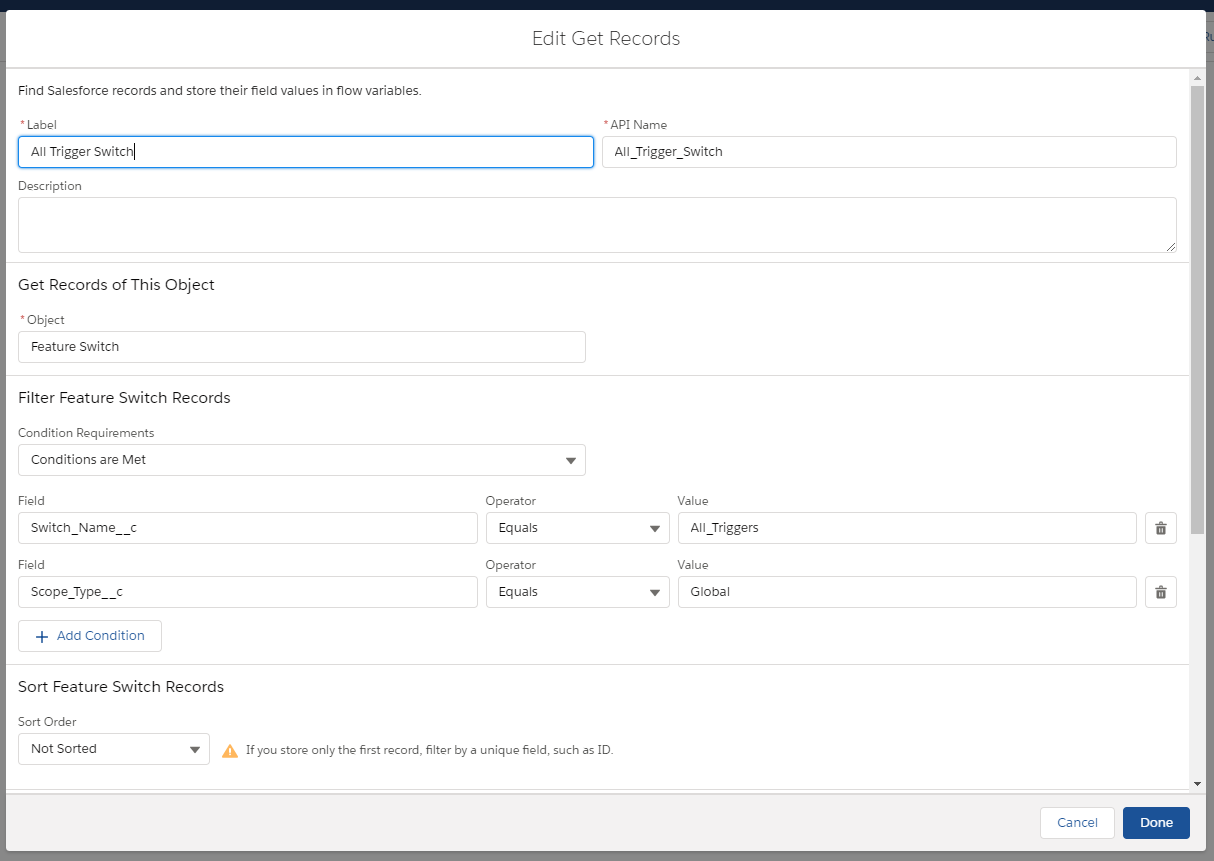 Edit Get Records
Find Salesforce records and store their field values in flow variables.
* Label
* API Name
All Trigger Switch
All_Trigger_Switch
Description
Get Records of This Object
* Object
Feature Switch
Filter Feature Switch Records
Condition Requirements
Conditions are Met
Field
Operator
Value
Switch_Name__c
Equals
All_Triggers
Field
Operator
Value
Scope_Type__c
Equals
Global
+ Add Condition
Sort Feature Switch Records
Sort Order
Not Sorted
If you store only the first record, filter by a unique field, such as ID.
Cancel
Done